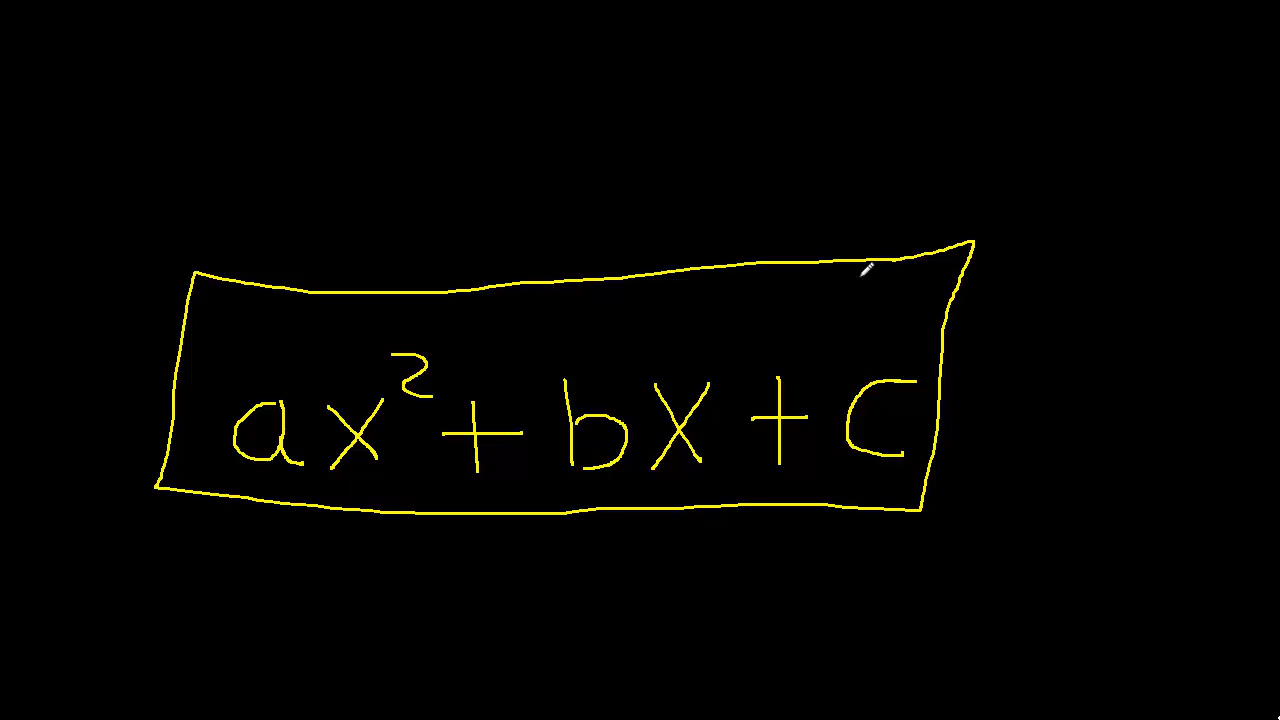 ax² + bx + c